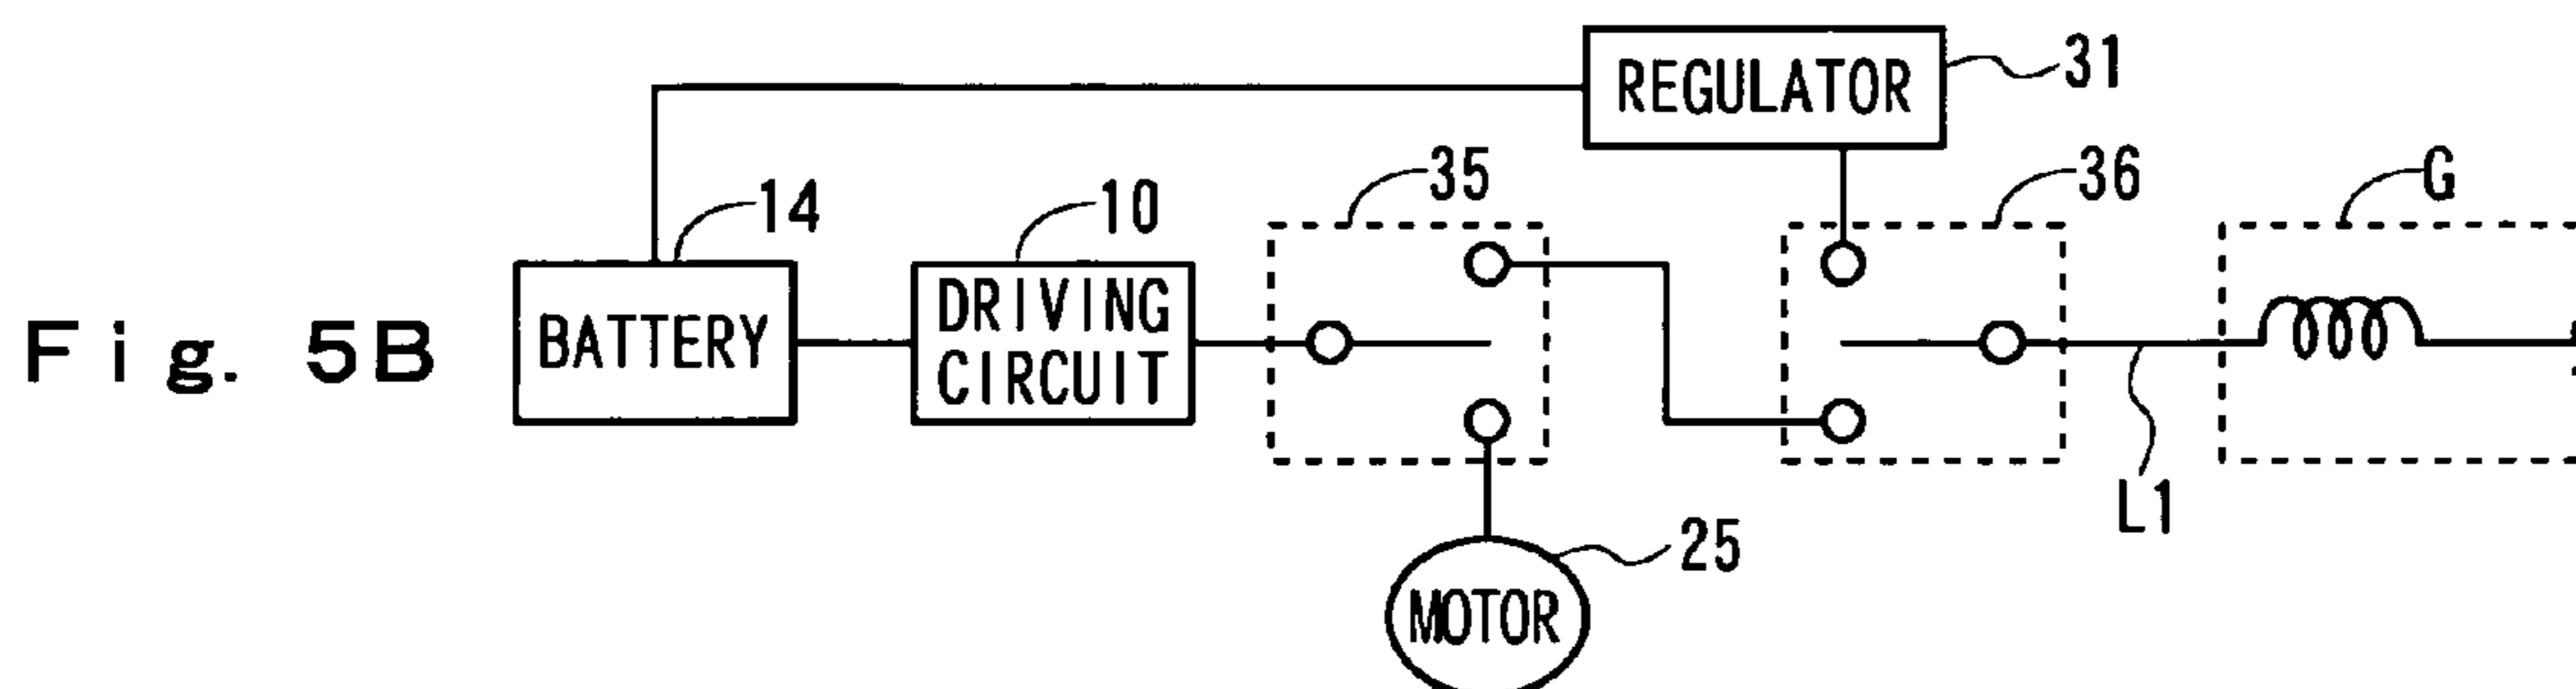 REGULATOR
31
35
36
G
14
10
BATTERY
DRIVING
CIRCUIT
Fig. 5B
L1
25
MOTOR